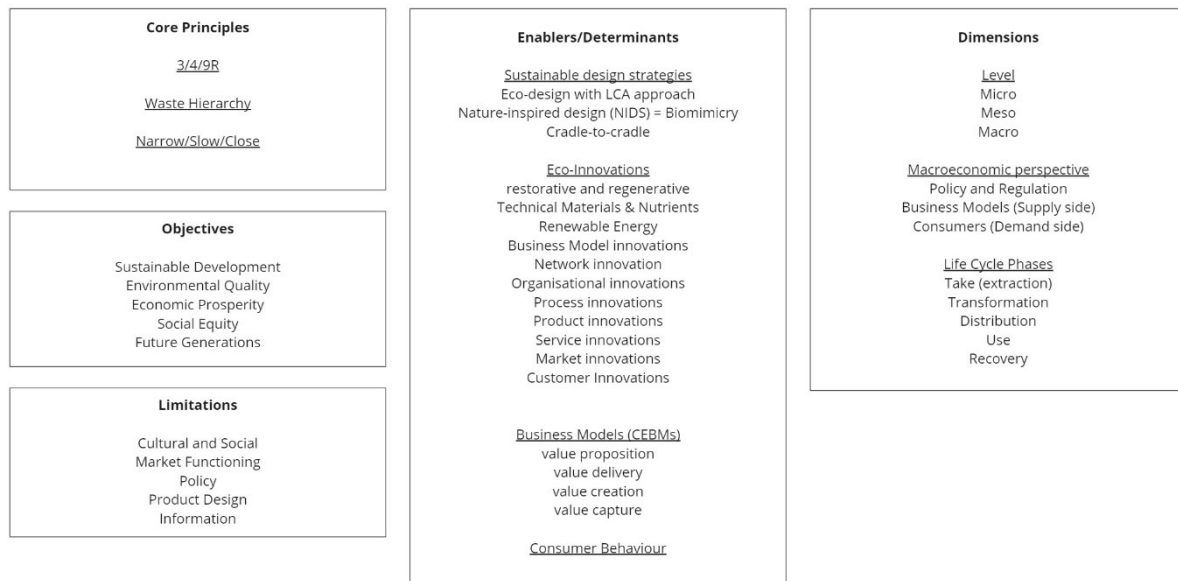 Core Principles
3/4/9R
Waste Hierarchy
Narrow/Slow/Close
Objectives
Sustainable Development
Environmental Quality
Economic Prosperity
Social Equity
Future Generations
Limitations
Cultural and Social
Market Functioning
Policy
Product Design
Information
Enablers/Determinants
Sustainable design strategies
Eco-design with LCA approach
Nature-inspired design (NIDS) = Biomimicry
Cradle-to-cradle
Eco-Innovations
restorative and regenerative
Technical Materials & Nutrients
Renewable Energy
Business Model innovations
Network innovation
Organisational innovations
Process innovations
Product innovations
Service innovations
Market innovations
Customer Innovations
Business Models (CEBMs)
value proposition
value delivery
value creation
value capture
Consumer Behaviour
Dimensions
Level
Micro
Meso
Macro
Macroeconomic perspective
Policy and Regulation
Business Models (Supply side)
Consumers (Demand side)
Life Cycle Phases
Take (extraction)
Transformation
Distribution
Use
Recovery